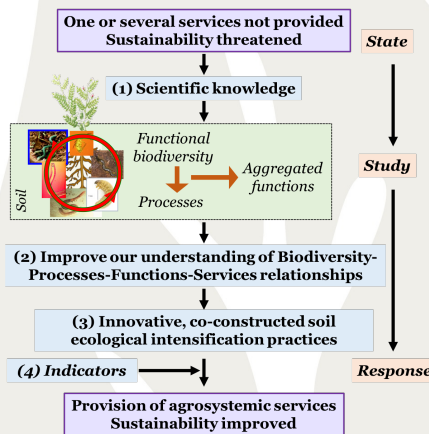 One or several services not provided
Sustainability threatened
State
(1) Scientific knowledge
Functional
biodiversity
Aggregated
functions
Processes
Soil
Study
(2) Improve our understanding of Biodiversity-
Processes-Functions-Services relationships
(3) Innovative, co-constructed soil
ecological intensification practices
(4) Indicators
Response
Provision of agrosystemic services
Sustainability improved